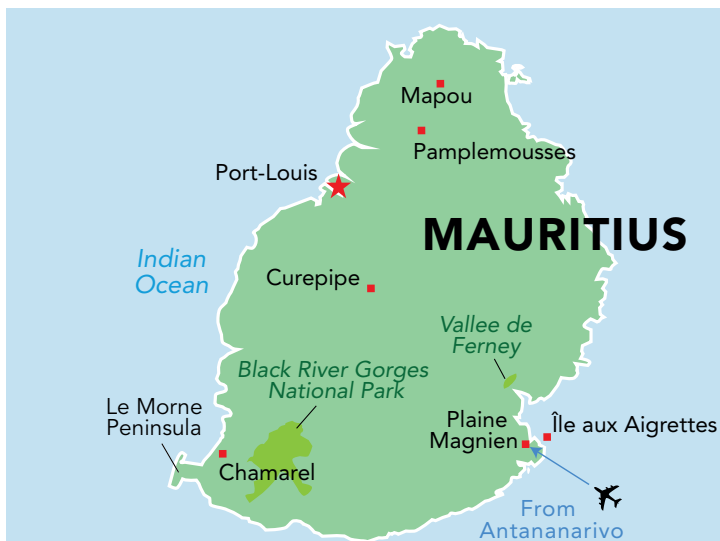 Mapou
Pamplemousses
Port-Louis
MAURITIUS
Indian
Ocean
Curepipe
Vallee de
Ferney
Black River Gorges
National Park
Le Morne
Peninsula
Plaine
Magnien
Île aux Aigrettes
Chamarel
From
Antananarivo